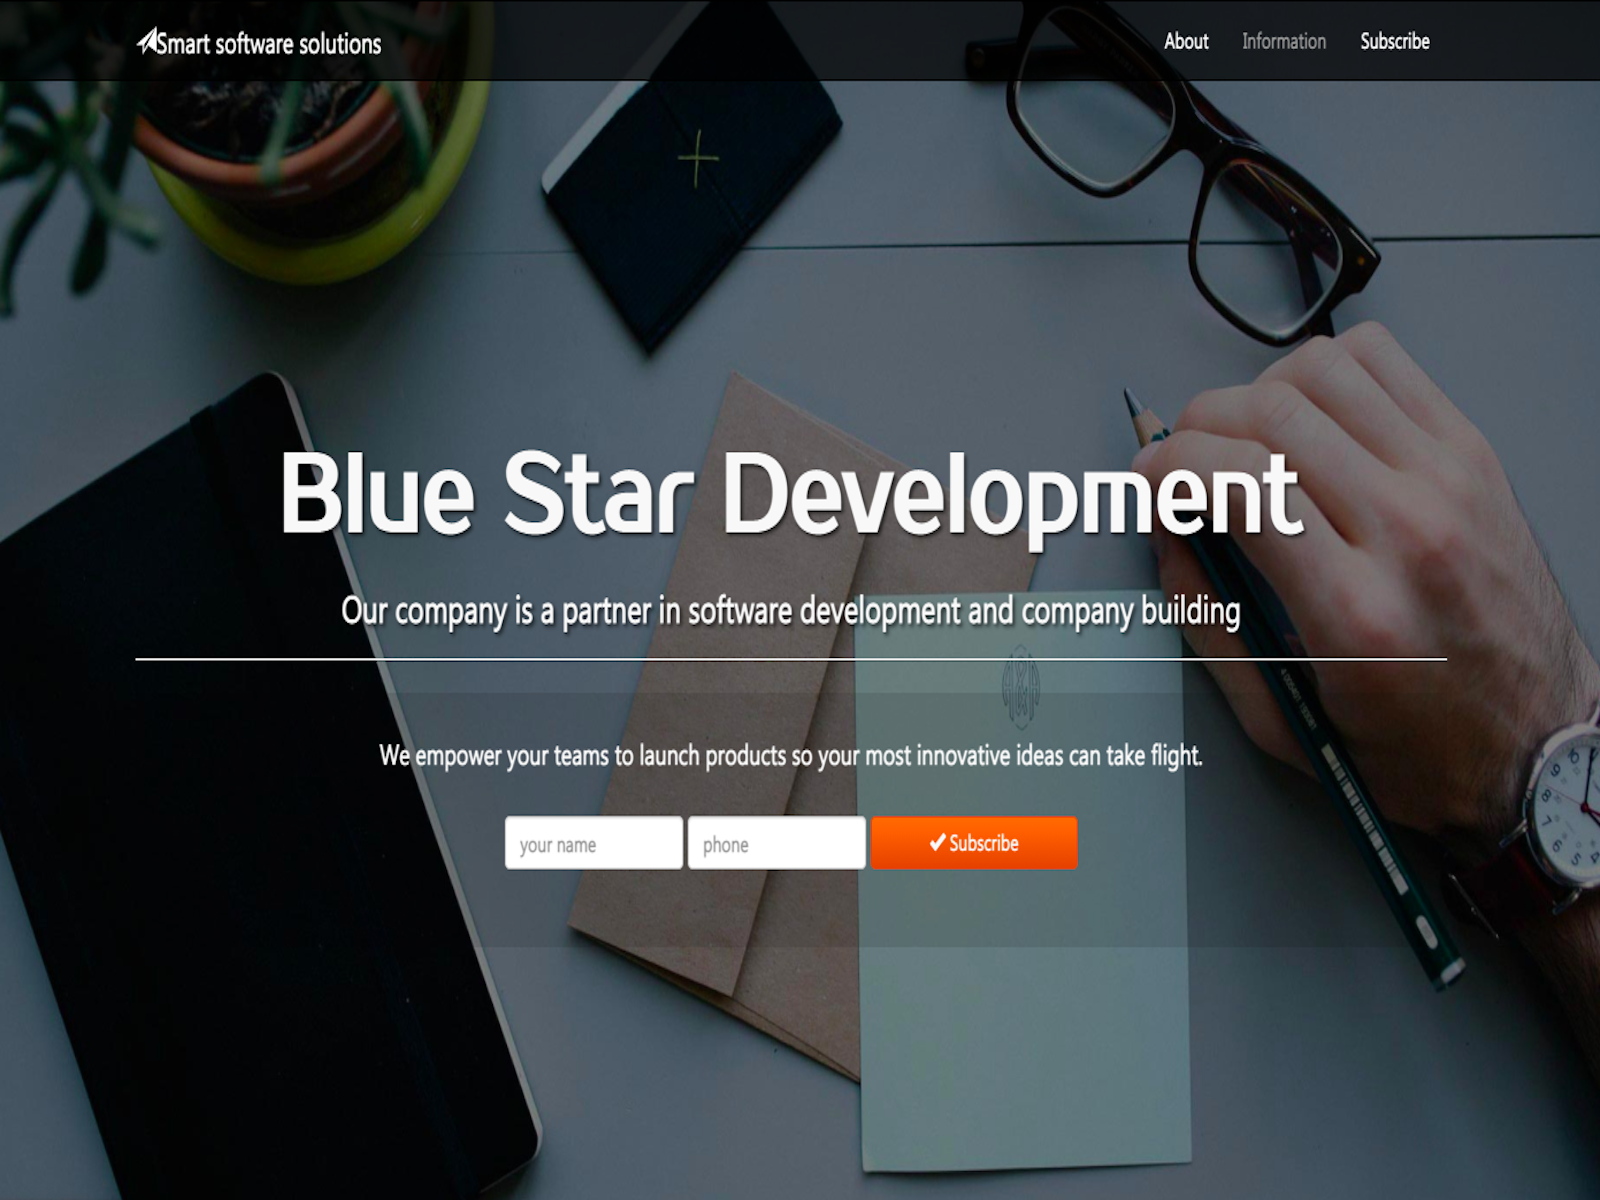 Smart software solutions
About Information Subscribe
Blue Star Development
Our company is a partner in software development and company building
We empower your teams to launch products so your most innovative ideas can take flight.
your name phone Subscribe